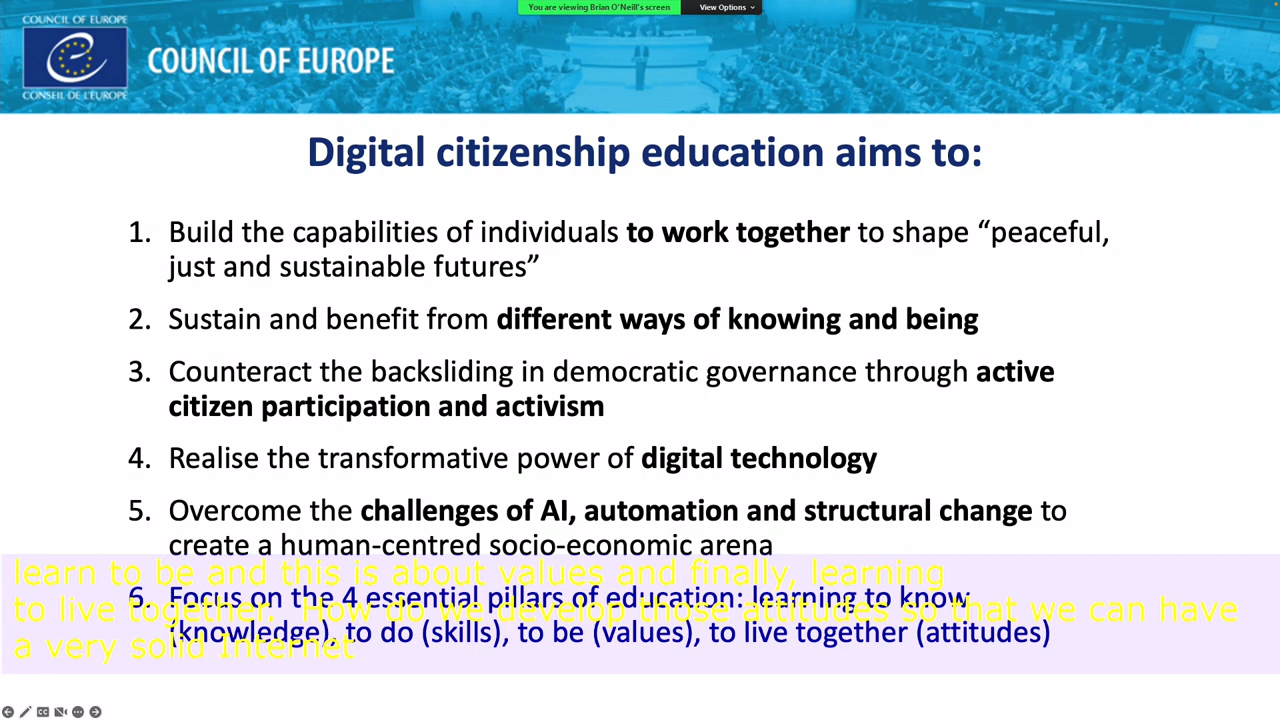 You are viewing Brian O'Neill's screen
View Options
COUNCIL OF EUROPE
CONSEIL DE L'EUROPE
COUNCIL OF EUROPE
Digital citizenship education aims to:
1. Build the capabilities of individuals to work together to shape “peaceful,
just and sustainable futures”
2. Sustain and benefit from different ways of knowing and being
3. Counteract the backsliding in democratic governance through active
citizen participation and activism
4. Realise the transformative power of digital technology
5. Overcome the challenges of AI, automation and structural change to
create a human-centred socio-economic arena
6. Focus on the 4 essential pillars of education: learning to know
(knowledge), to do (skills), to be (values), to live together (attitudes)
learn to be and this is about values and finally, learning
to live together. How do we develop those attitudes so that we can have
a very solid Internet
CC